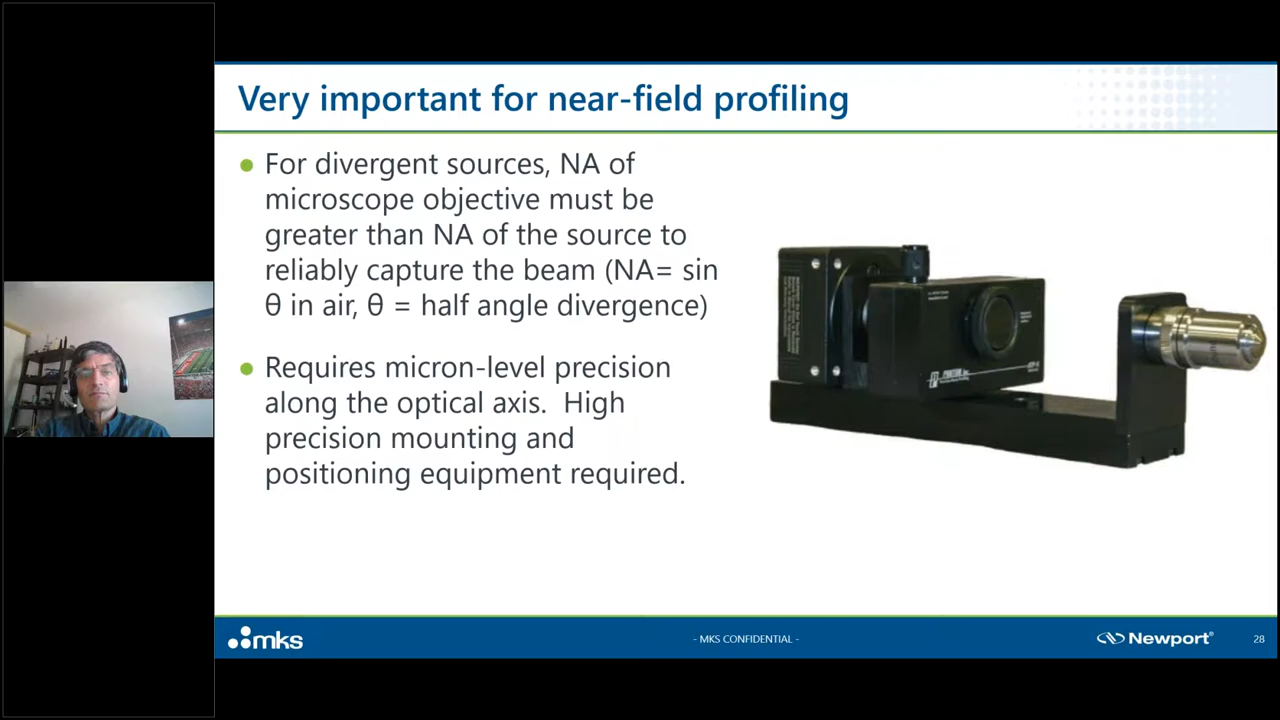 Very important for near-field profiling
● For divergent sources, NA of
microscope objective must be
greater than NA of the source to
reliably capture the beam (NA= sin
θ in air, θ = half angle divergence)
● Requires micron-level precision
along the optical axis.  High
precision mounting and
positioning equipment required.
PHOTON Inc.
mks
- MKS CONFIDENTIAL -
Newport®
28